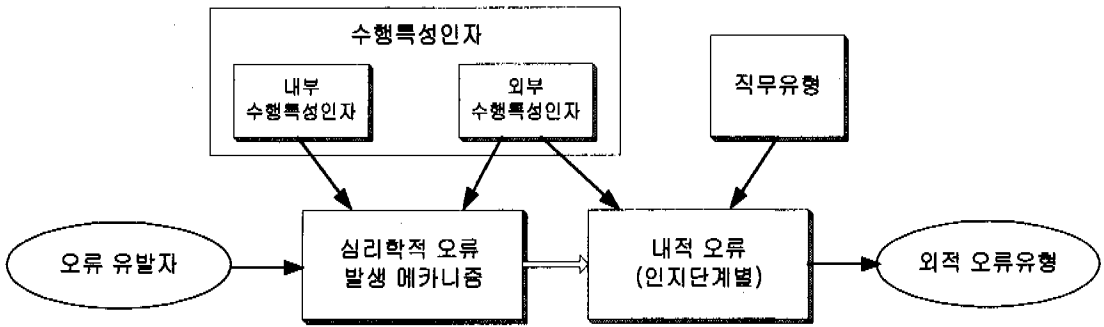 수행특성인자
내부
수행특성인자
외부
수행특성인자
직무유형
오류 유발자
심리학적 오류
발생 메카니즘
내적 오류
(인지단계별)
외적 오류유형